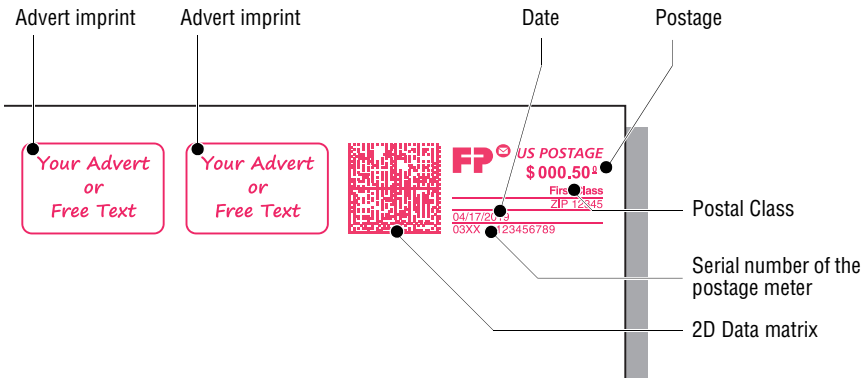 Advert imprint
Advert imprint
Date
Postage
Your Advert
or
Free Text
Your Advert
or
Free Text
FP
US POSTAGE
$ 000.50⁰
First Class
ZIP 12345
04/17/2019
03XX 123456789
Postal Class
Serial number of the
postage meter
2D Data matrix